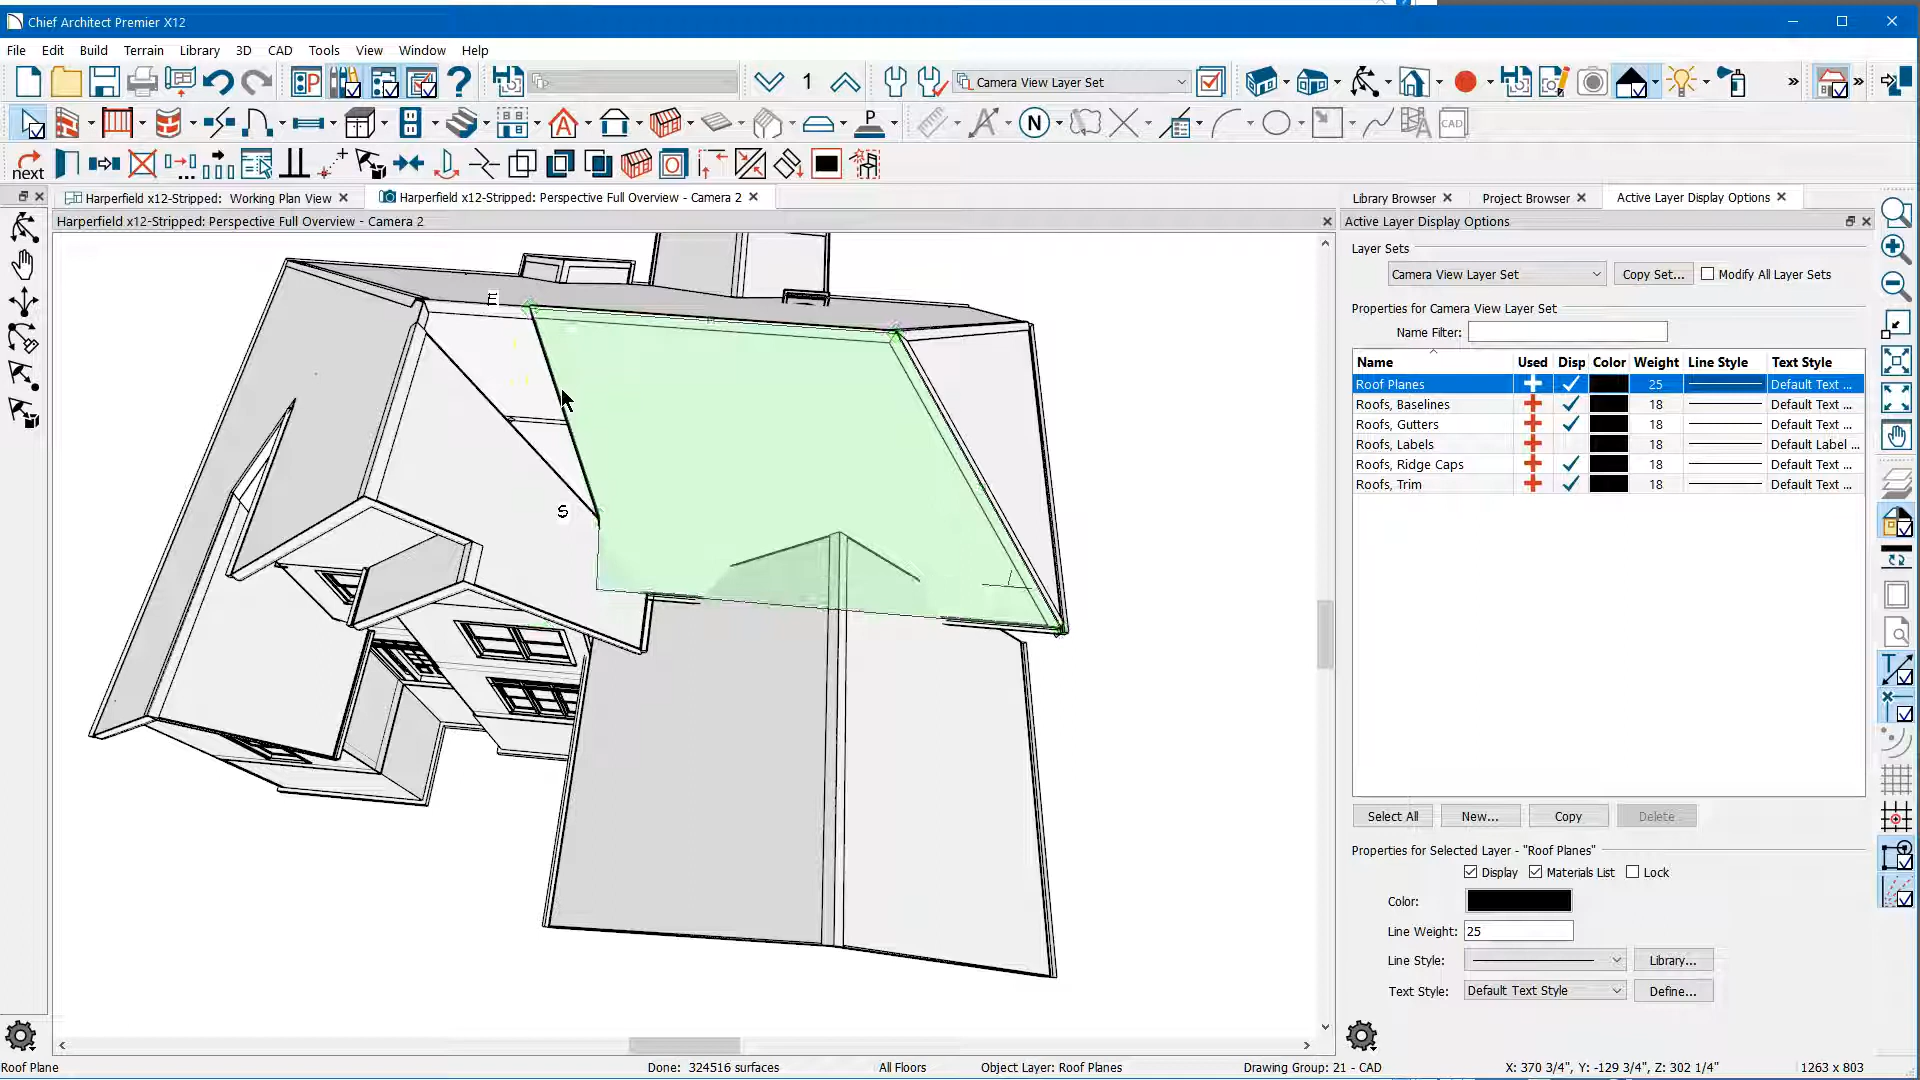 Chief Architect Premier X12
File Edit Build Terrain Library 3D CAD Tools View Window Help
1 Camera View Layer Set
N P CAD
next
Harperfield x12-Stripped: Working Plan View Harperfield x12-Stripped: Perspective Full Overview - Camera 2
Library Browser Project Browser Active Layer Display Options
Harperfield x12-Stripped: Perspective Full Overview - Camera 2
Active Layer Display Options
Layer Sets
Camera View Layer Set Copy Set... Modify All Layer Sets
Properties for Camera View Layer Set
Name Filter:
Name Used Disp Color Weight Line Style Text Style
Roof Planes 25 Default Text ...
Roofs, Baselines 18 Default Text ...
Roofs, Gutters 18 Default Text ...
Roofs, Labels 18 Default Label ...
Roofs, Ridge Caps 18 Default Text ...
Roofs, Trim 18 Default Text ...
E
S
Select All New... Copy Delete
Properties for Selected Layer - "Roof Planes"
Display Materials List Lock
Color:
Line Weight: 25
Line Style: Library...
Text Style: Default Text Style Define...
Roof Plane Done: 324516 surfaces All Floors Object Layer: Roof Planes Drawing Group: 21 - CAD X: 370 3/4", Y: -129 3/4", Z: 302 1/4" 1263 x 803